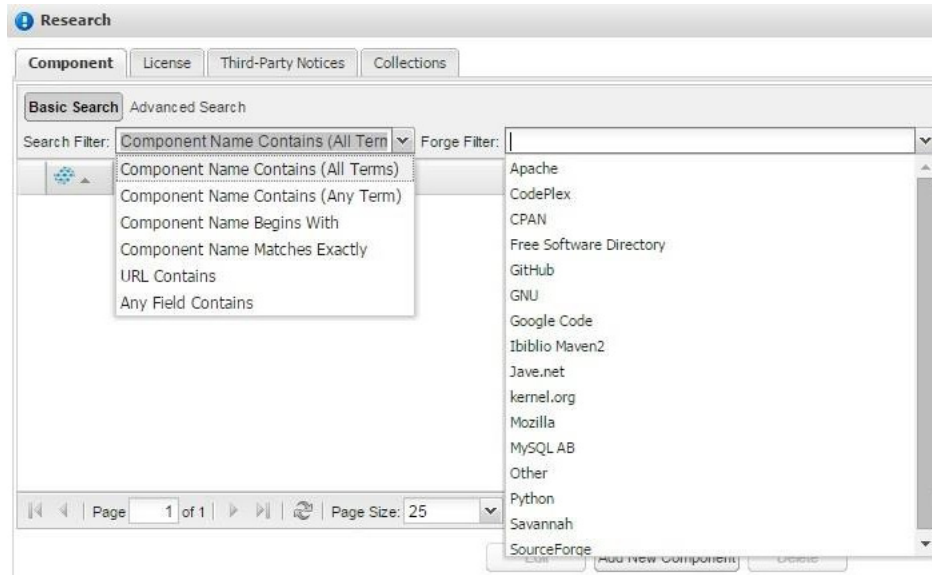 Research
Component License Third-Party Notices Collections
Basic Search Advanced Search
Search Filter: Component Name Contains (All Tern Forge Filter:
Component Name Contains (All Terms)
Component Name Contains (Any Term)
Component Name Begins With
Component Name Matches Exactly
URL Contains
Any Field Contains
Apache
CodePlex
CPAN
Free Software Directory
GitHub
GNU
Google Code
Ibiblio Maven2
Jave.net
kernel.org
Mozilla
MySQL AB
Other
Python
Savannah
SourceForge
Page 1 of 1 Page Size: 25
Edit Add New Component Delete